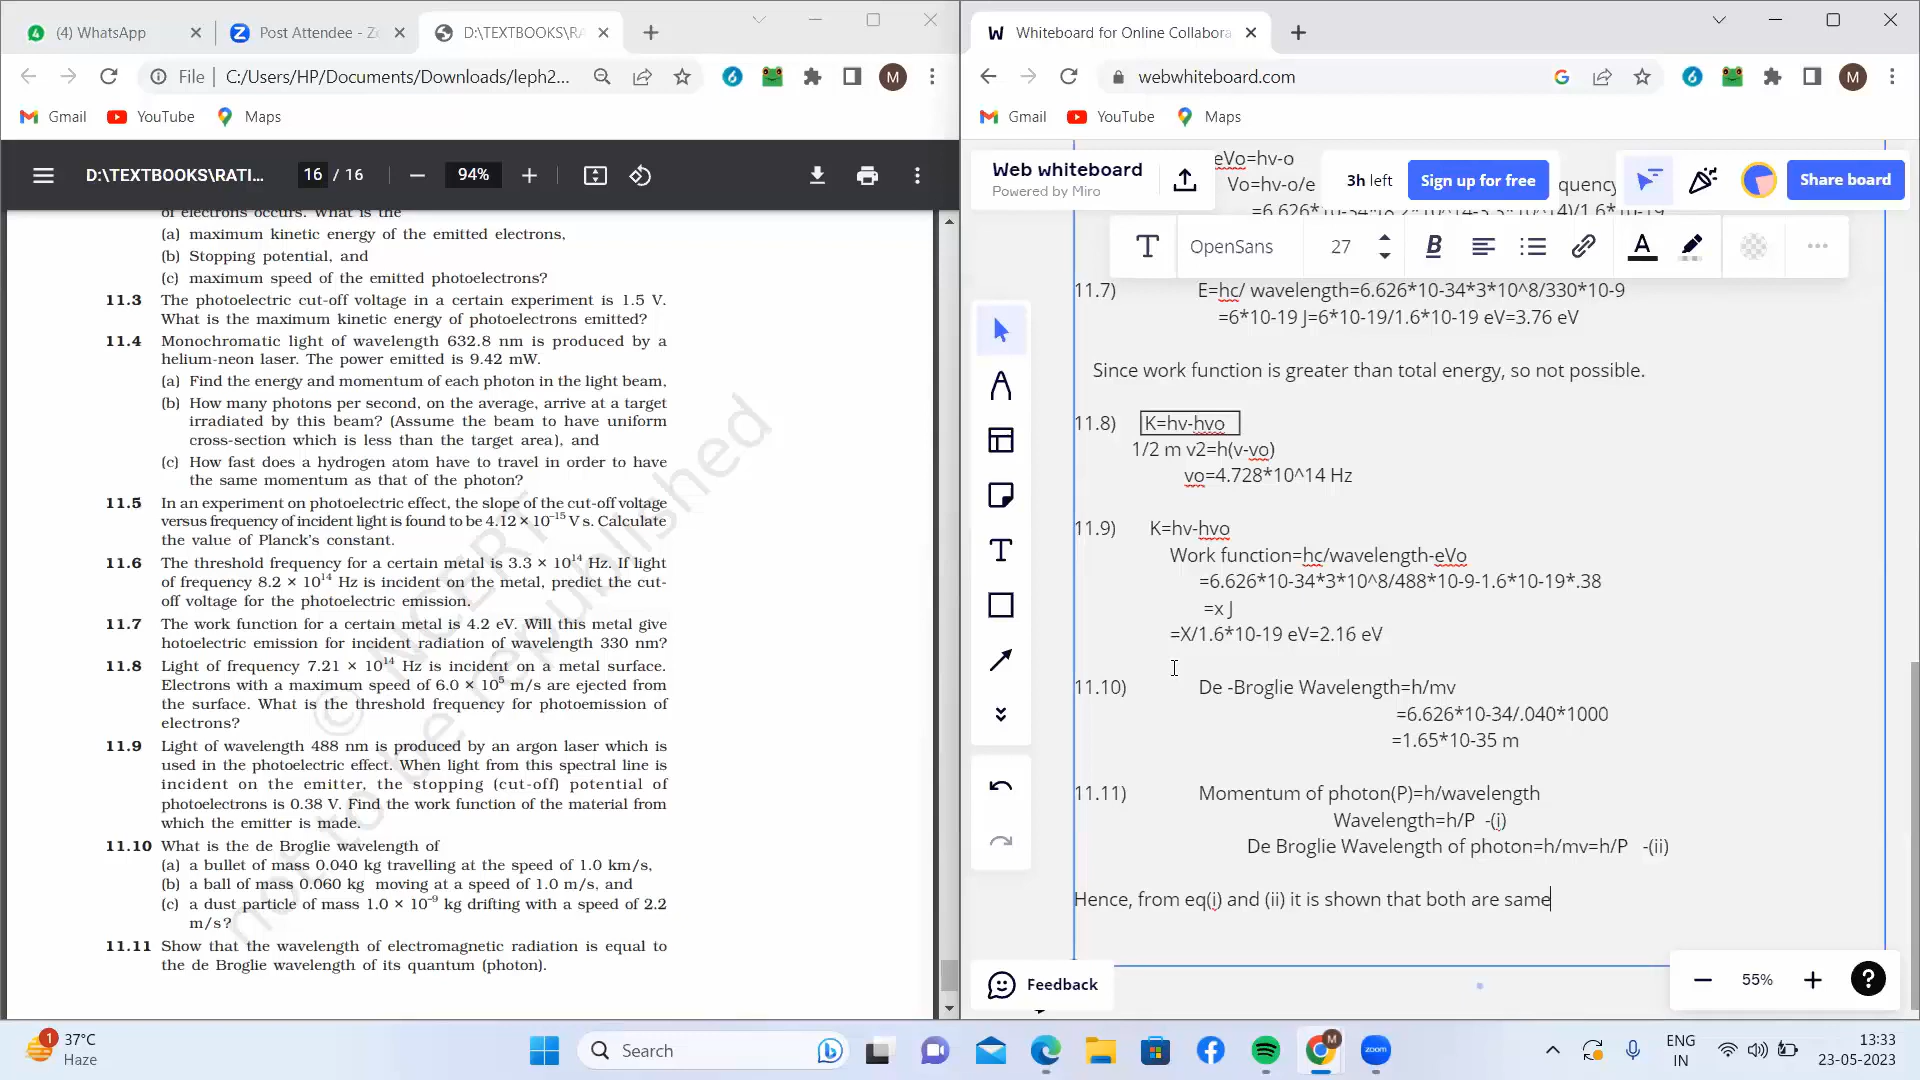 (4) WhatsApp
Post Attendee - Ze
D:\TEXTBOOKS\RA
File
C:/Users/HP/Documents/Downloads/leph2...
M
Gmail
YouTube
Maps
D:\TEXTBOOKS\RATI...
16 / 16
94%
of electrons occurs. What is the
(a) maximum kinetic energy of the emitted electrons,
(b) Stopping potential, and
(c) maximum speed of the emitted photoelectrons?
11.3 The photoelectric cut-off voltage in a certain experiment is 1.5 V.
What is the maximum kinetic energy of photoelectrons emitted?
11.4 Monochromatic light of wavelength 632.8 nm is produced by a
helium-neon laser. The power emitted is 9.42 mW.
(a) Find the energy and momentum of each photon in the light beam,
(b) How many photons per second, on the average, arrive at a target
irradiated by this beam? (Assume the beam to have uniform
cross-section which is less than the target area), and
(c) How fast does a hydrogen atom have to travel in order to have
the same momentum as that of the photon?
11.5 In an experiment on photoelectric effect, the slope of the cut-off voltage
versus frequency of incident light is found to be 4.12 × 10⁻¹⁵ V s. Calculate
the value of Planck's constant.
11.6 The threshold frequency for a certain metal is 3.3 × 10¹⁴ Hz. If light
of frequency 8.2 × 10¹⁴ Hz is incident on the metal, predict the cut-
off voltage for the photoelectric emission.
11.7 The work function for a certain metal is 4.2 eV. Will this metal give
hotoelectric emission for incident radiation of wavelength 330 nm?
11.8 Light of frequency 7.21 × 10¹⁴ Hz is incident on a metal surface.
Electrons with a maximum speed of 6.0 × 10⁵ m/s are ejected from
the surface. What is the threshold frequency for photoemission of
electrons?
11.9 Light of wavelength 488 nm is produced by an argon laser which is
used in the photoelectric effect. When light from this spectral line is
incident on the emitter, the stopping (cut-off) potential of
photoelectrons is 0.38 V. Find the work function of the material from
which the emitter is made.
11.10 What is the de Broglie wavelength of
(a) a bullet of mass 0.040 kg travelling at the speed of 1.0 km/s,
(b) a ball of mass 0.060 kg moving at a speed of 1.0 m/s, and
(c) a dust particle of mass 1.0 × 10⁻⁹ kg drifting with a speed of 2.2
m/s?
11.11 Show that the wavelength of electromagnetic radiation is equal to
the de Broglie wavelength of its quantum (photon).
© NCERT
not to be republished
Whiteboard for Online Collabora
webwhiteboard.com
M
Gmail
YouTube
Maps
Web whiteboard
Powered by Miro
3h left
Sign up for free
Share board
eVo=hv-o
Vo=hv-o/e
quency
OpenSans
27
11.7) E=hc/ wavelength=6.626*10-34*3*10^8/330*10-9
=6*10-19 J=6*10-19/1.6*10-19 eV=3.76 eV
Since work function is greater than total energy, so not possible.
11.8) K=hv-hvo
1/2 m v2=h(v-vo)
vo=4.728*10^14 Hz
11.9) K=hv-hvo
Work function=hc/wavelength-eVo
=6.626*10-34*3*10^8/488*10-9-1.6*10-19*.38
=x J
=X/1.6*10-19 eV=2.16 eV
11.10) De -Broglie Wavelength=h/mv
=6.626*10-34/.040*1000
=1.65*10-35 m
11.11) Momentum of photon(P)=h/wavelength
Wavelength=h/P -(i)
De Broglie Wavelength of photon=h/mv=h/P -(ii)
Hence, from eq(i) and (ii) it is shown that both are same
Feedback
55%
1
37°C
Haze
Search
zoom
ENG
IN
13:33
23-05-2023